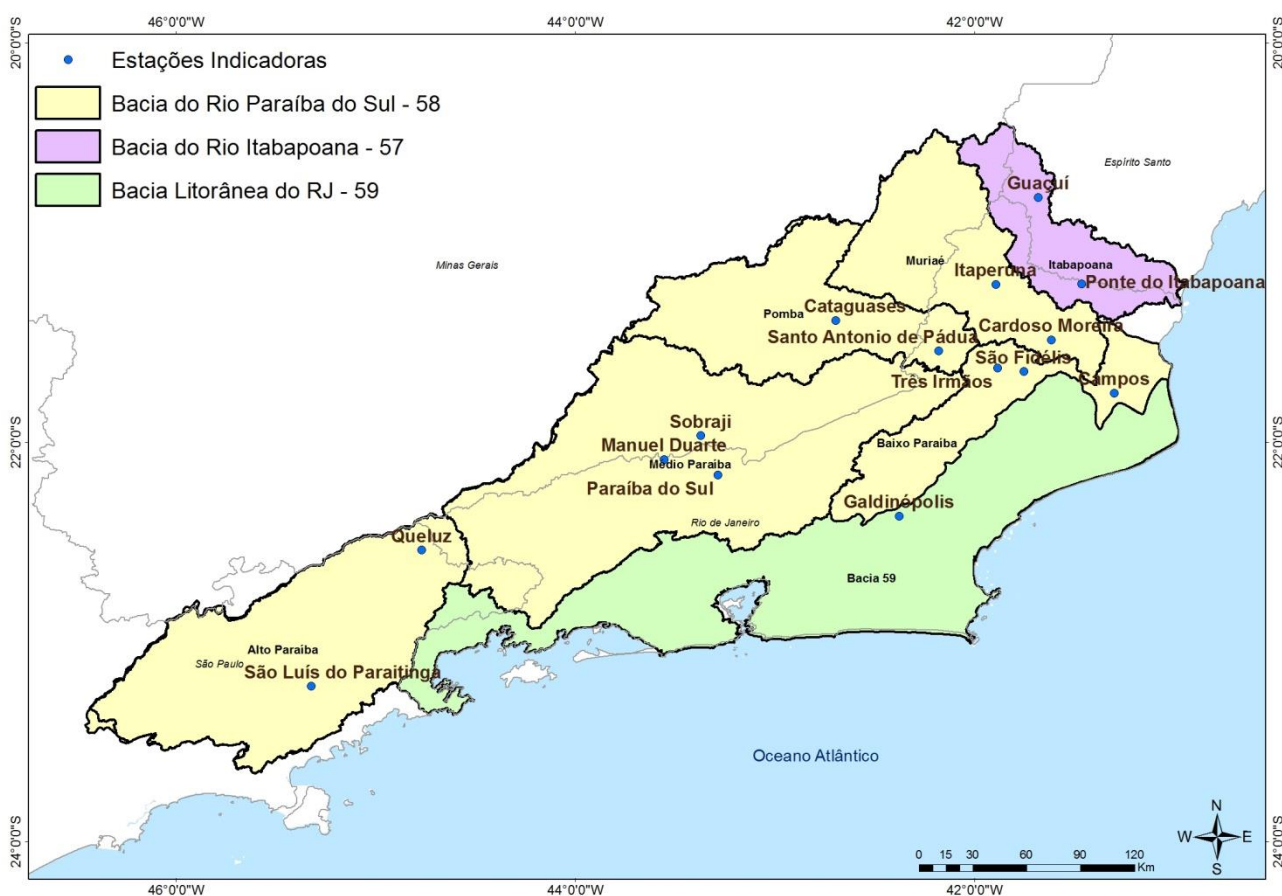 46°0'0"W
44°0'0"W
42°0'0"W
20°0'0"S
20°0'0"S
Estações Indicadoras
Bacia do Rio Paraíba do Sul - 58
Bacia do Rio Itabapoana - 57
Bacia Litorânea do RJ - 59
Espírito Santo
Guaçuí
Minas Gerais
Muriaé
Itabapoana
Itaperuna
Ponte do Itabapoana
Cataguases
Pomba
Cardoso Moreira
Santo Antonio de Pádua
São Fidélis
Três Irmãos
Campos
Sobraji
22°0'0"S
22°0'0"S
Manuel Duarte
Baixo Paraiba
Médio Paraiba
Paraíba do Sul
Galdinópolis
Rio de Janeiro
Queluz
Bacia 59
Alto Paraiba
São Paulo
São Luís do Paraitinga
Oceano Atlântico
N
W
E
S
24°0'0"S
24°0'0"S
0 15 30 60 90 120
Km
46°0'0"W
44°0'0"W
42°0'0"W